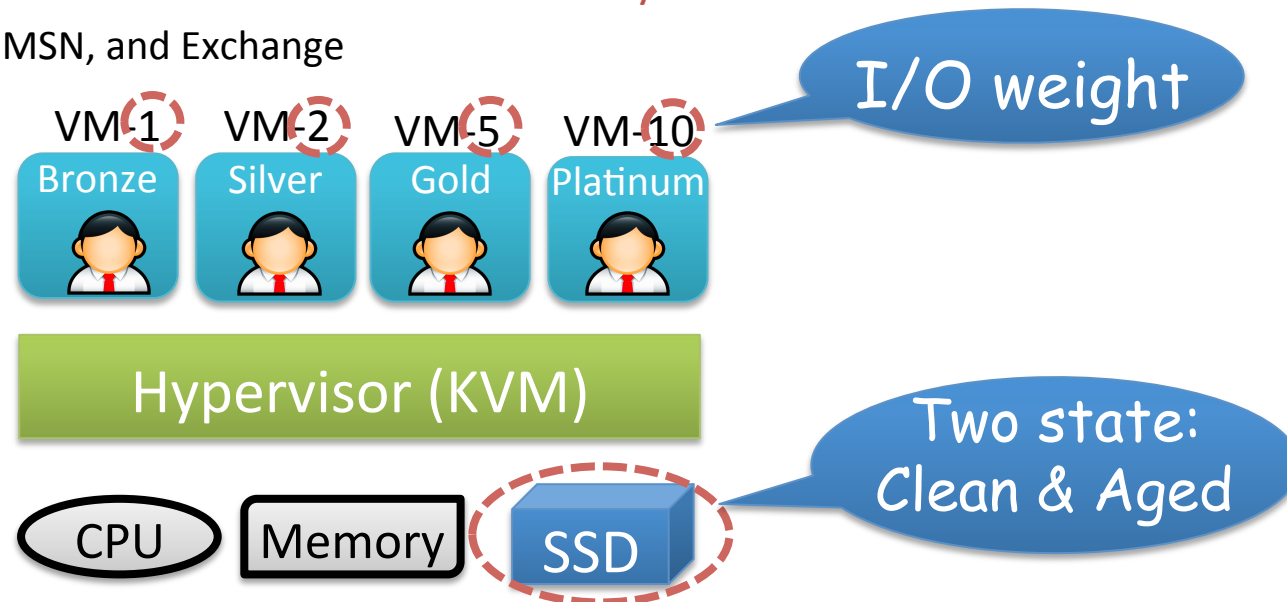 MSN, and Exchange
I/O weight
VM-1 VM-2 VM-5 VM-10
Bronze Silver Gold Platinum
Hypervisor (KVM)
Two state:
Clean & Aged
CPU Memory SSD